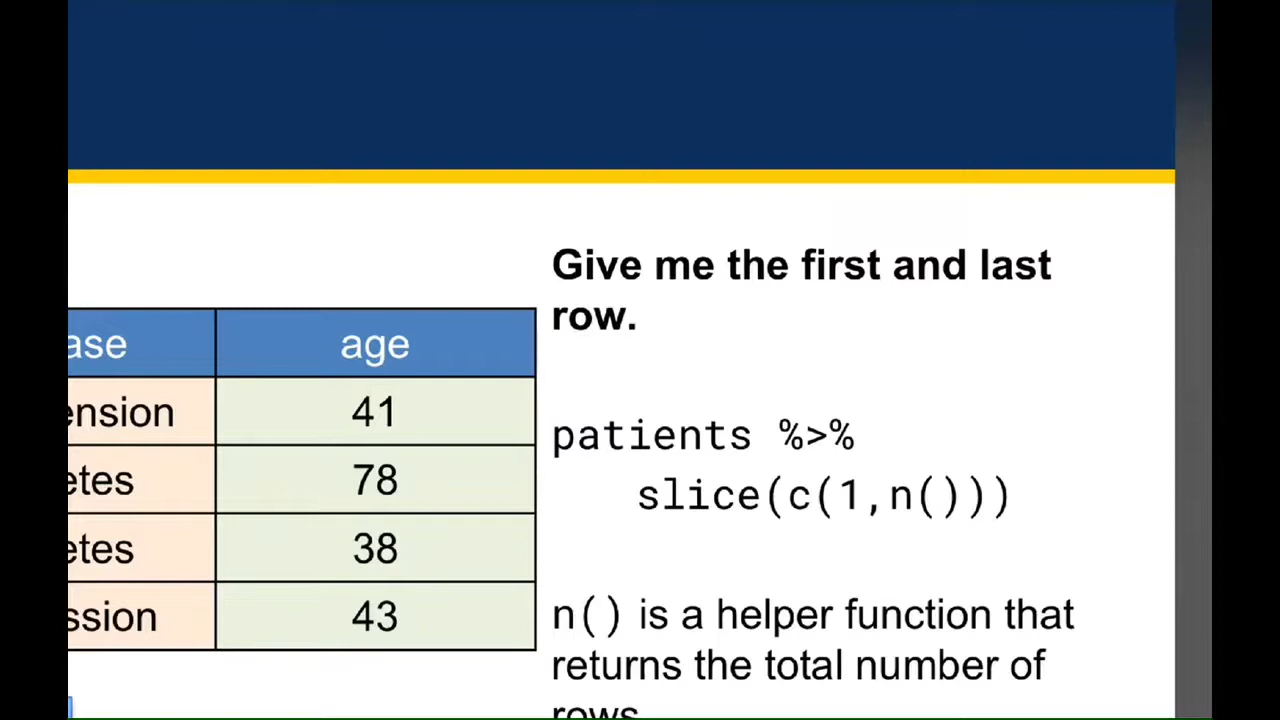 Give me the first and last
row.
ase age
ension 41
etes 78
etes 38
ssion 43
patients %>%
slice(c(1,n()))
n() is a helper function that
returns the total number of
rows